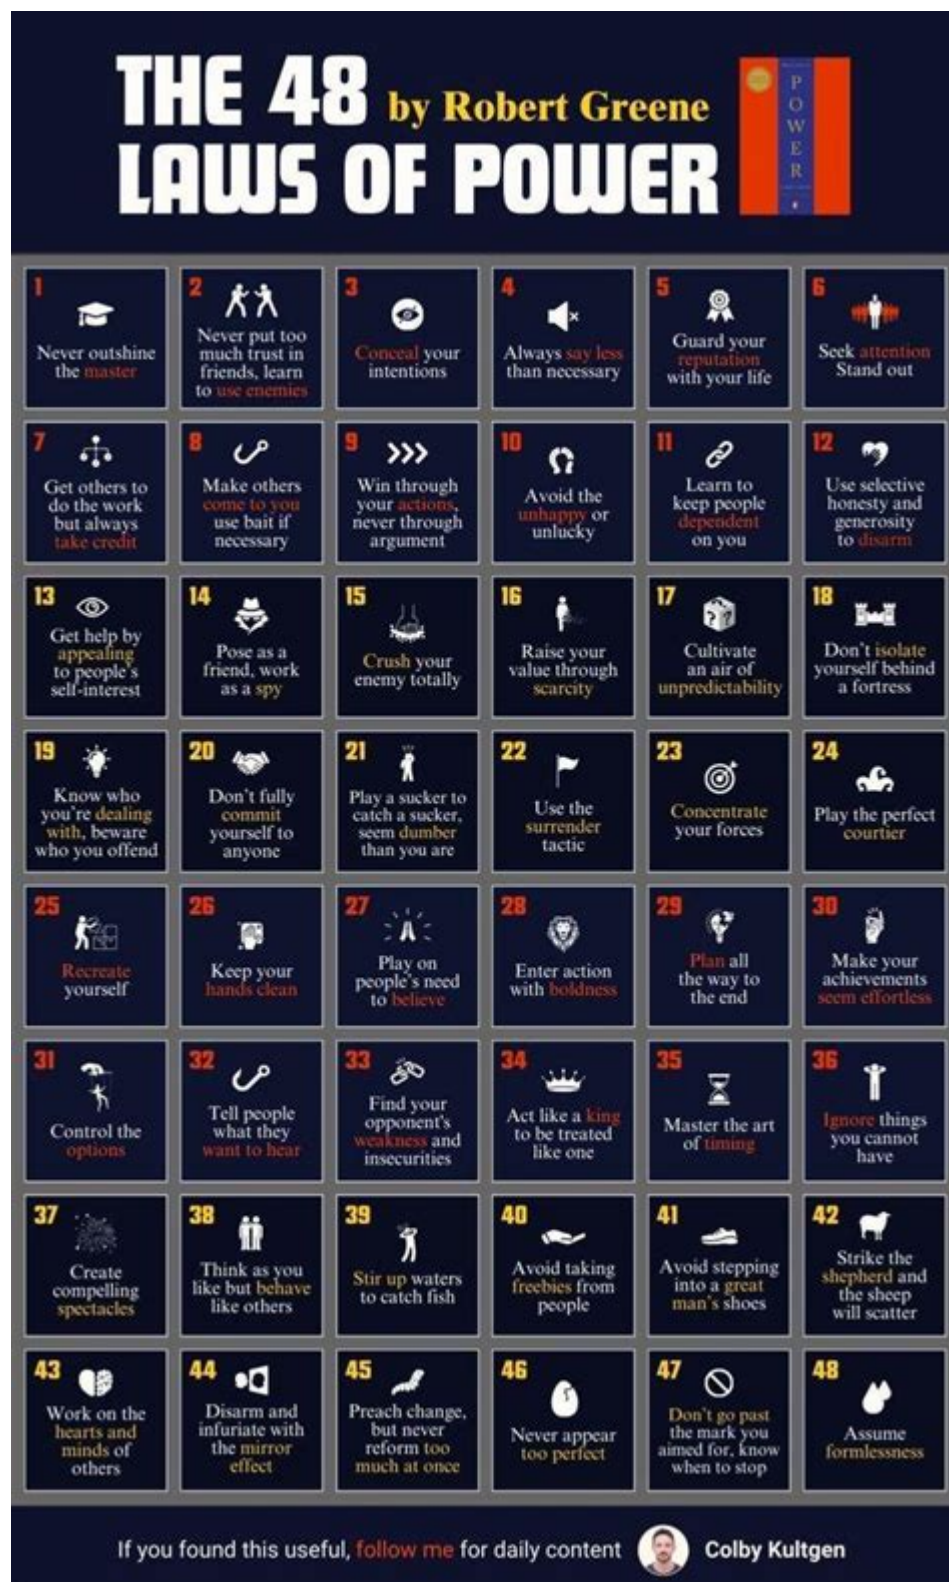 THE 48 by Robert Greene
LAWS OF POWER
POWER
1
Never outshine
the master
2
Never put too
much trust in
friends, learn
to use enemies
3
Conceal your
intentions
4
Always say less
than necessary
5
Guard your
reputation
with your life
6
Seek attention
Stand out
7
Get others to
do the work
but always
take credit
8
Make others
come to you
use bait if
necessary
9
Win through
your actions,
never through
argument
10
Avoid the
unhappy or
unlucky
11
Learn to
keep people
dependent
on you
12
Use selective
honesty and
generosity
to disarm
13
Get help by
appealing
to people's
self-interest
14
Pose as a
friend, work
as a spy
15
Crush your
enemy totally
16
Raise your
value through
scarcity
17
Cultivate
an air of
unpredictability
18
Don't isolate
yourself behind
a fortress
19
Know who
you're dealing
with, beware
who you offend
20
Don't fully
commit
yourself to
anyone
21
Play a sucker to
catch a sucker,
seem dumber
than you are
22
Use the
surrender
tactic
23
Concentrate
your forces
24
Play the perfect
courtier
25
Recreate
yourself
26
Keep your
hands clean
27
Play on
people's need
to believe
28
Enter action
with boldness
29
Plan all
the way to
the end
30
Make your
achievements
seem effortless
31
Control the
options
32
Tell people
what they
want to hear
33
Find your
opponent's
weakness and
insecurities
34
Act like a king
to be treated
like one
35
Master the art
of timing
36
Ignore things
you cannot
have
37
Create
compelling
spectacles
38
Think as you
like but behave
like others
39
Stir up waters
to catch fish
40
Avoid taking
freebies from
people
41
Avoid stepping
into a great
man's shoes
42
Strike the
shepherd and
the sheep
will scatter
43
Work on the
hearts and
minds of
others
44
Disarm and
infuriate with
the mirror
effect
45
Preach change,
but never
reform too
much at once
46
Never appear
too perfect
47
Don't go past
the mark you
aimed for, know
when to stop
48
Assume
formlessness
If you found this useful, follow me for daily content Colby Kultgen